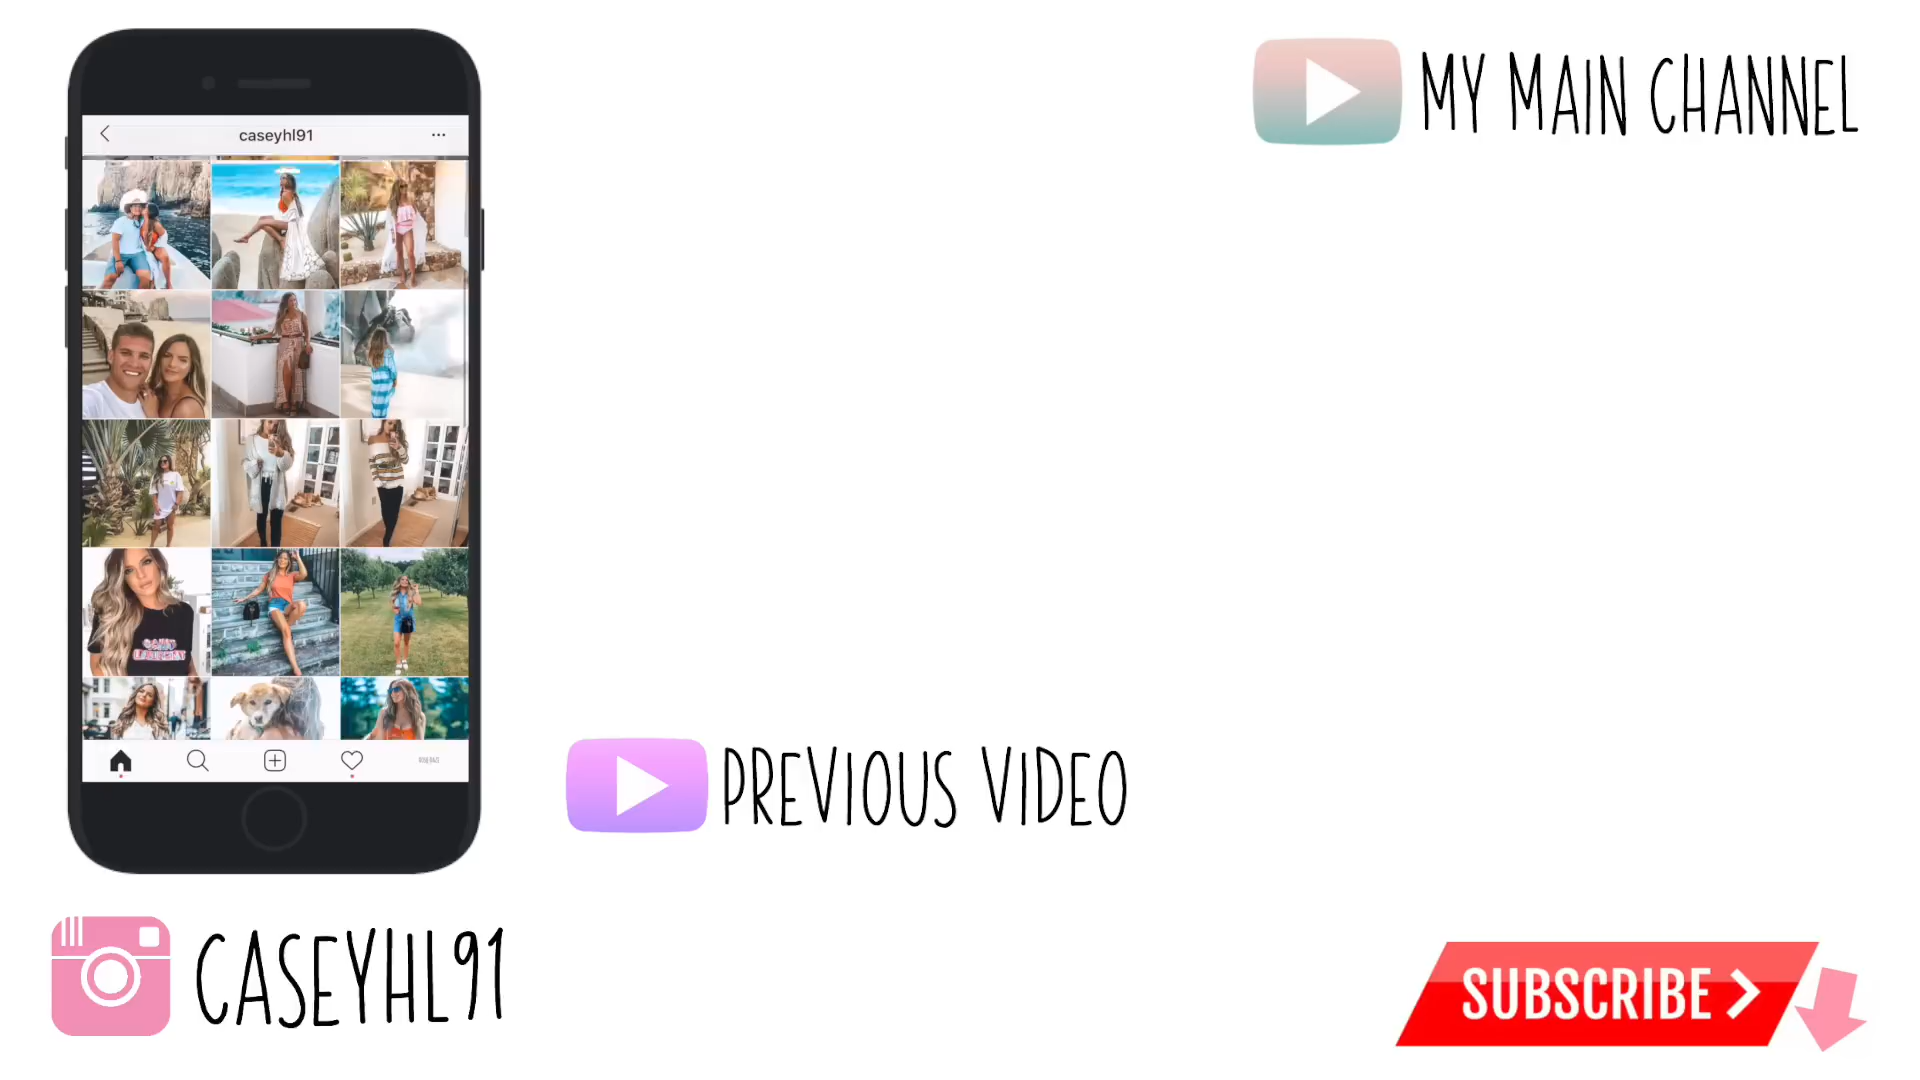 caseyhl91
MY MAIN CHANNEL
PREVIOUS VIDEO
CASEYHL91
SUBSCRIBE